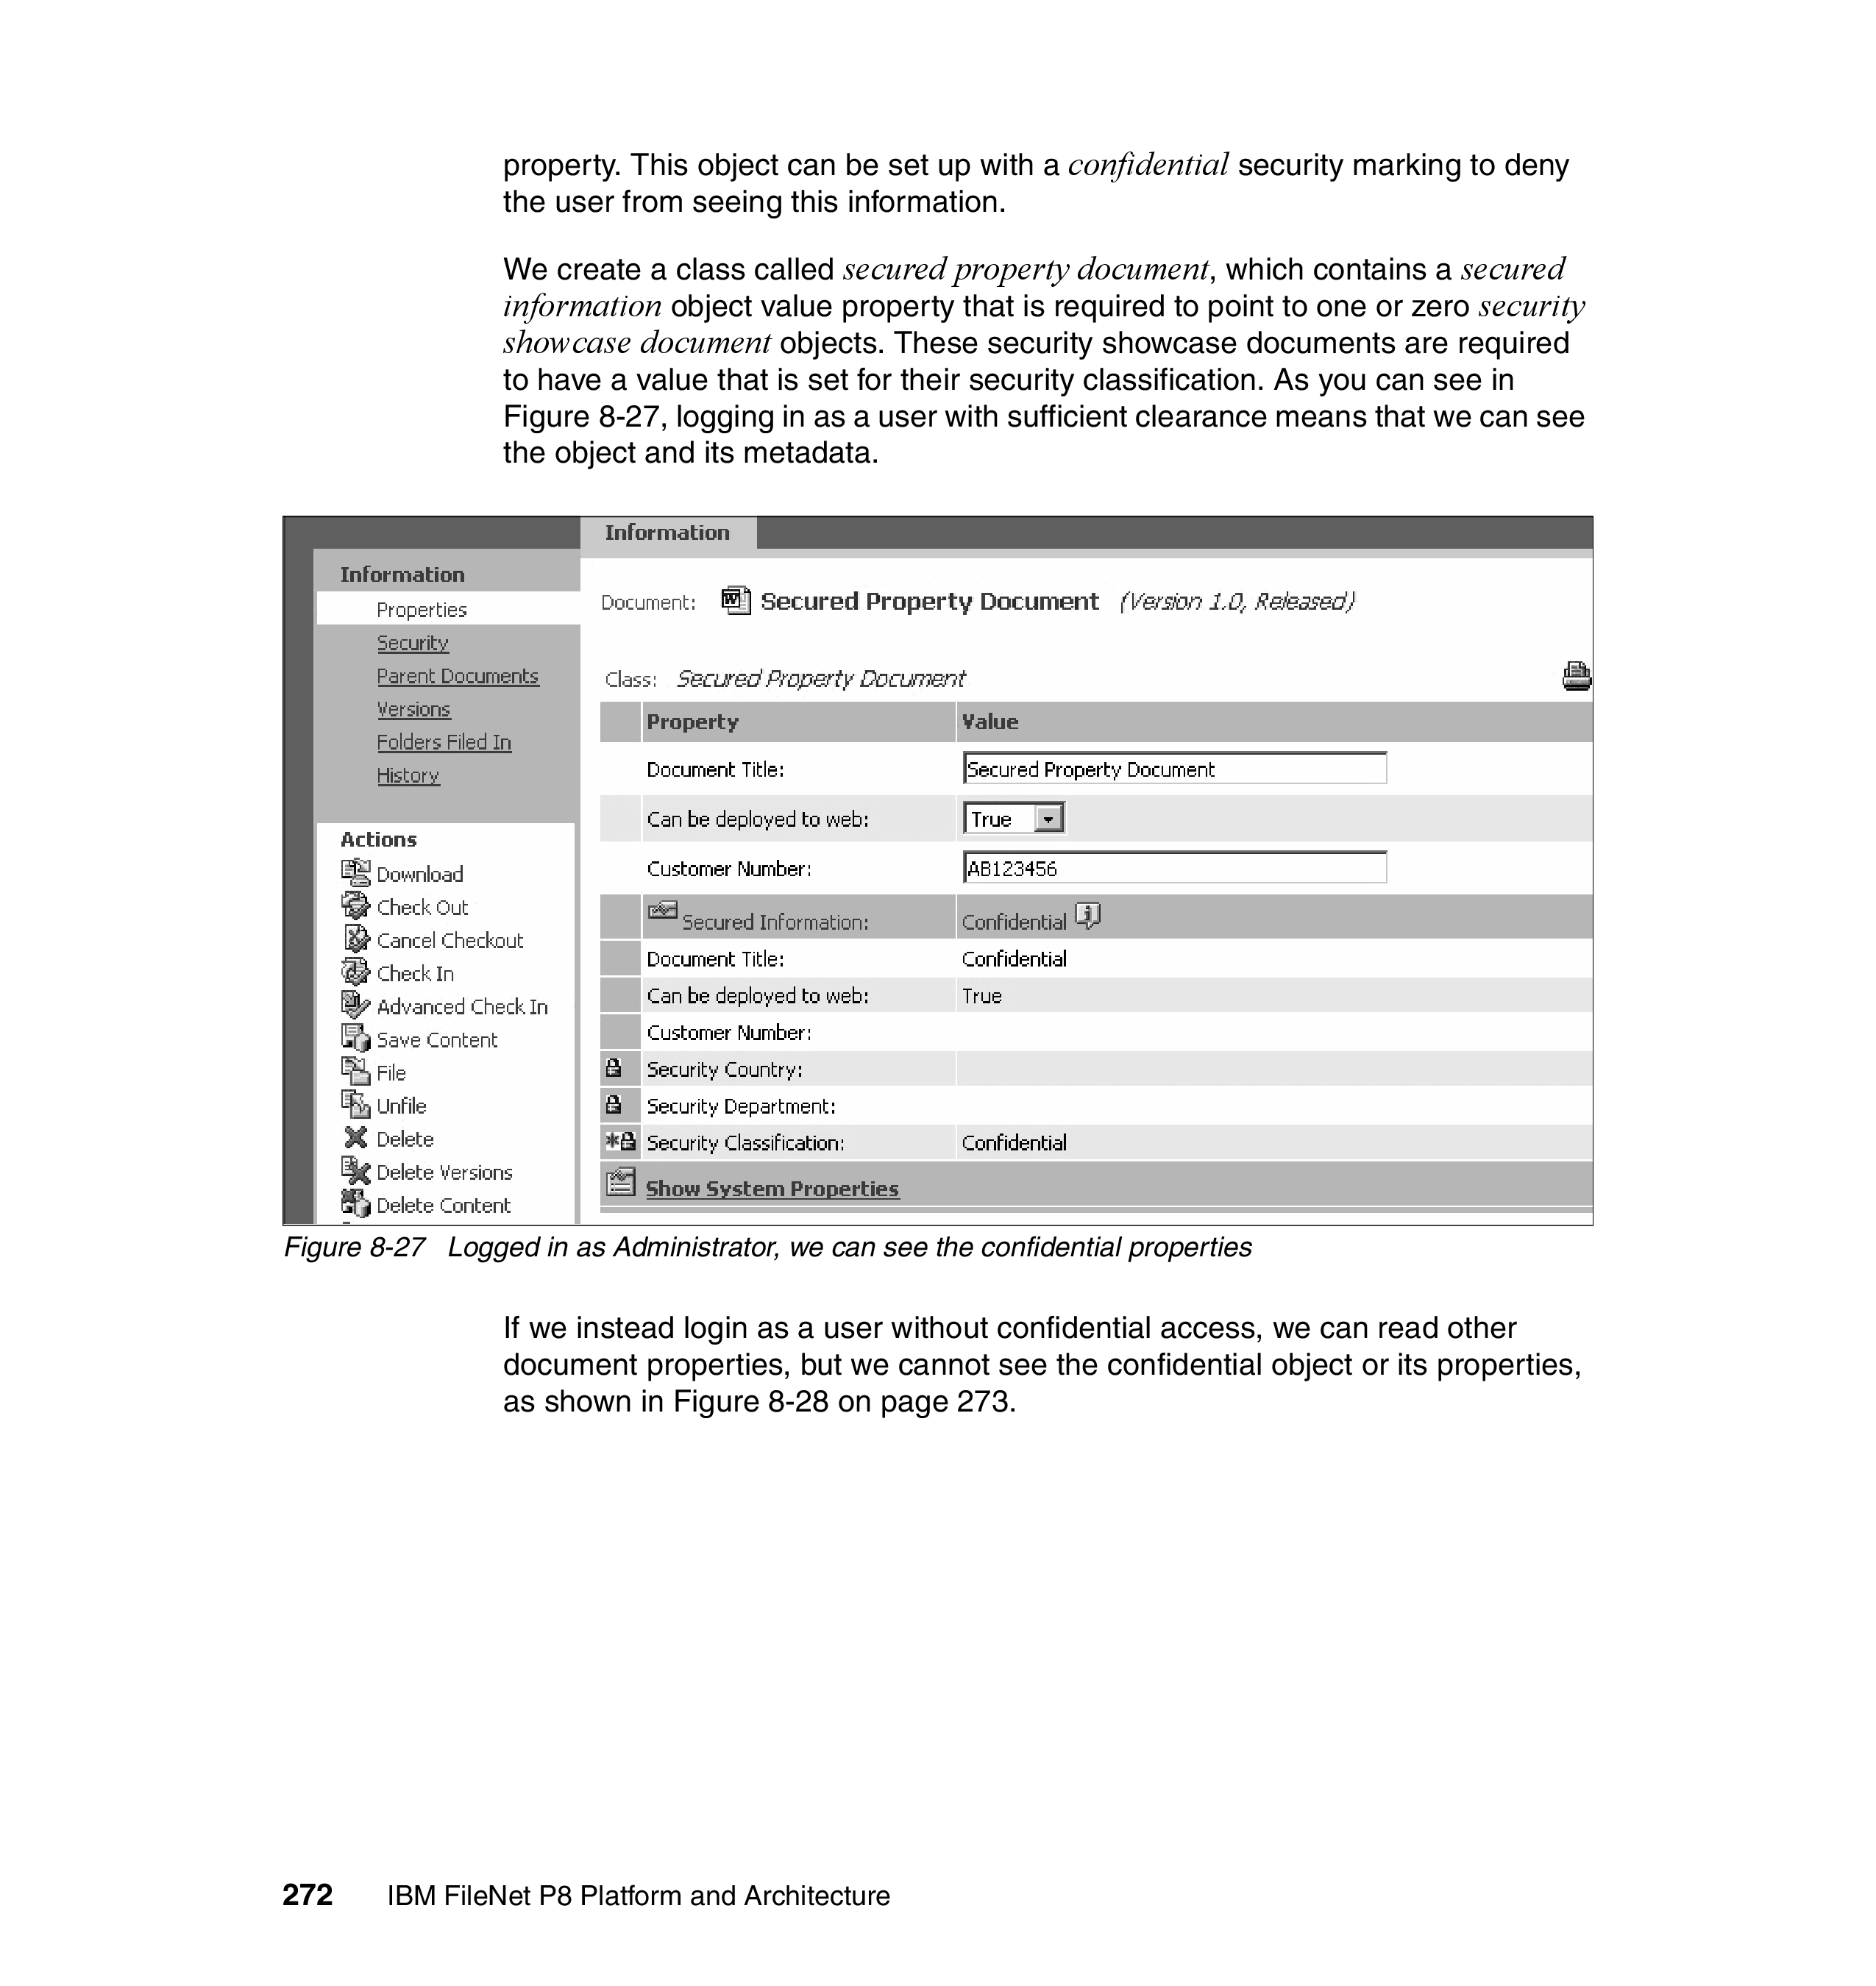 property. This object can be set up with a confidential security marking to deny
the user from seeing this information.
We create a class called secured property document, which contains a secured
information object value property that is required to point to one or zero security
showcase document objects. These security showcase documents are required
to have a value that is set for their security classification. As you can see in
Figure 8-27, logging in as a user with sufficient clearance means that we can see
the object and its metadata.
Information
Information
Properties
Security
Parent Documents
Versions
Folders Filed In
History
Actions
Download
Check Out
Cancel Checkout
Check In
Advanced Check In
Save Content
File
Unfile
Delete
Delete Versions
Delete Content
Document: Secured Property Document (Version 1.0, Released)
Class: Secured Property Document
Property Value
Document Title: Secured Property Document
Can be deployed to web: True
Customer Number: AB123456
Secured Information: Confidential
Document Title: Confidential
Can be deployed to web: True
Customer Number:
Security Country:
Security Department:
* Security Classification: Confidential
Show System Properties
Figure 8-27 Logged in as Administrator, we can see the confidential properties
If we instead login as a user without confidential access, we can read other
document properties, but we cannot see the confidential object or its properties,
as shown in Figure 8-28 on page 273.
272 IBM FileNet P8 Platform and Architecture